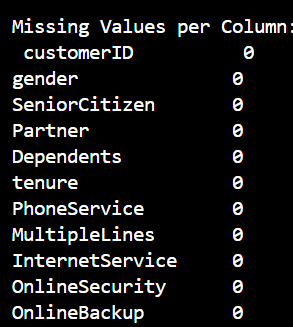 Missing Values per Column:
 customerID          0
gender              0
SeniorCitizen       0
Partner             0
Dependents          0
tenure              0
PhoneService        0
MultipleLines       0
InternetService     0
OnlineSecurity      0
OnlineBackup        0